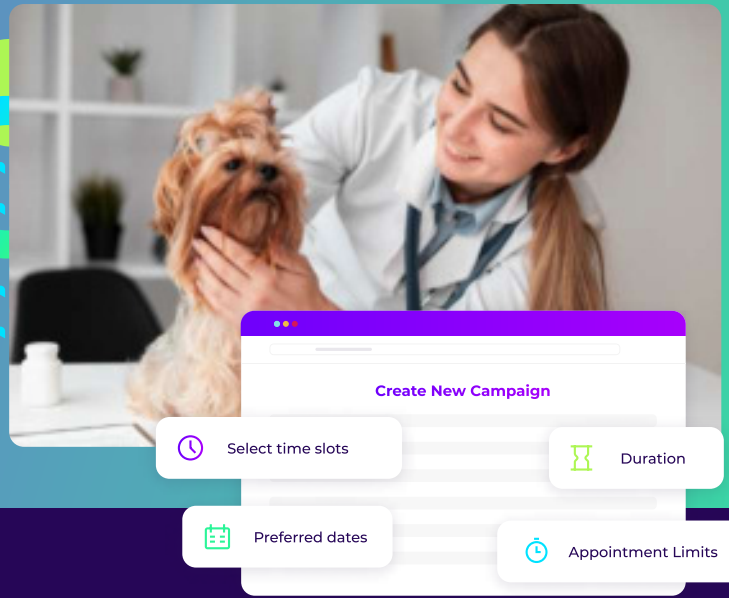 Create New Campaign
Select time slots
Duration
Preferred dates
Appointment Limits